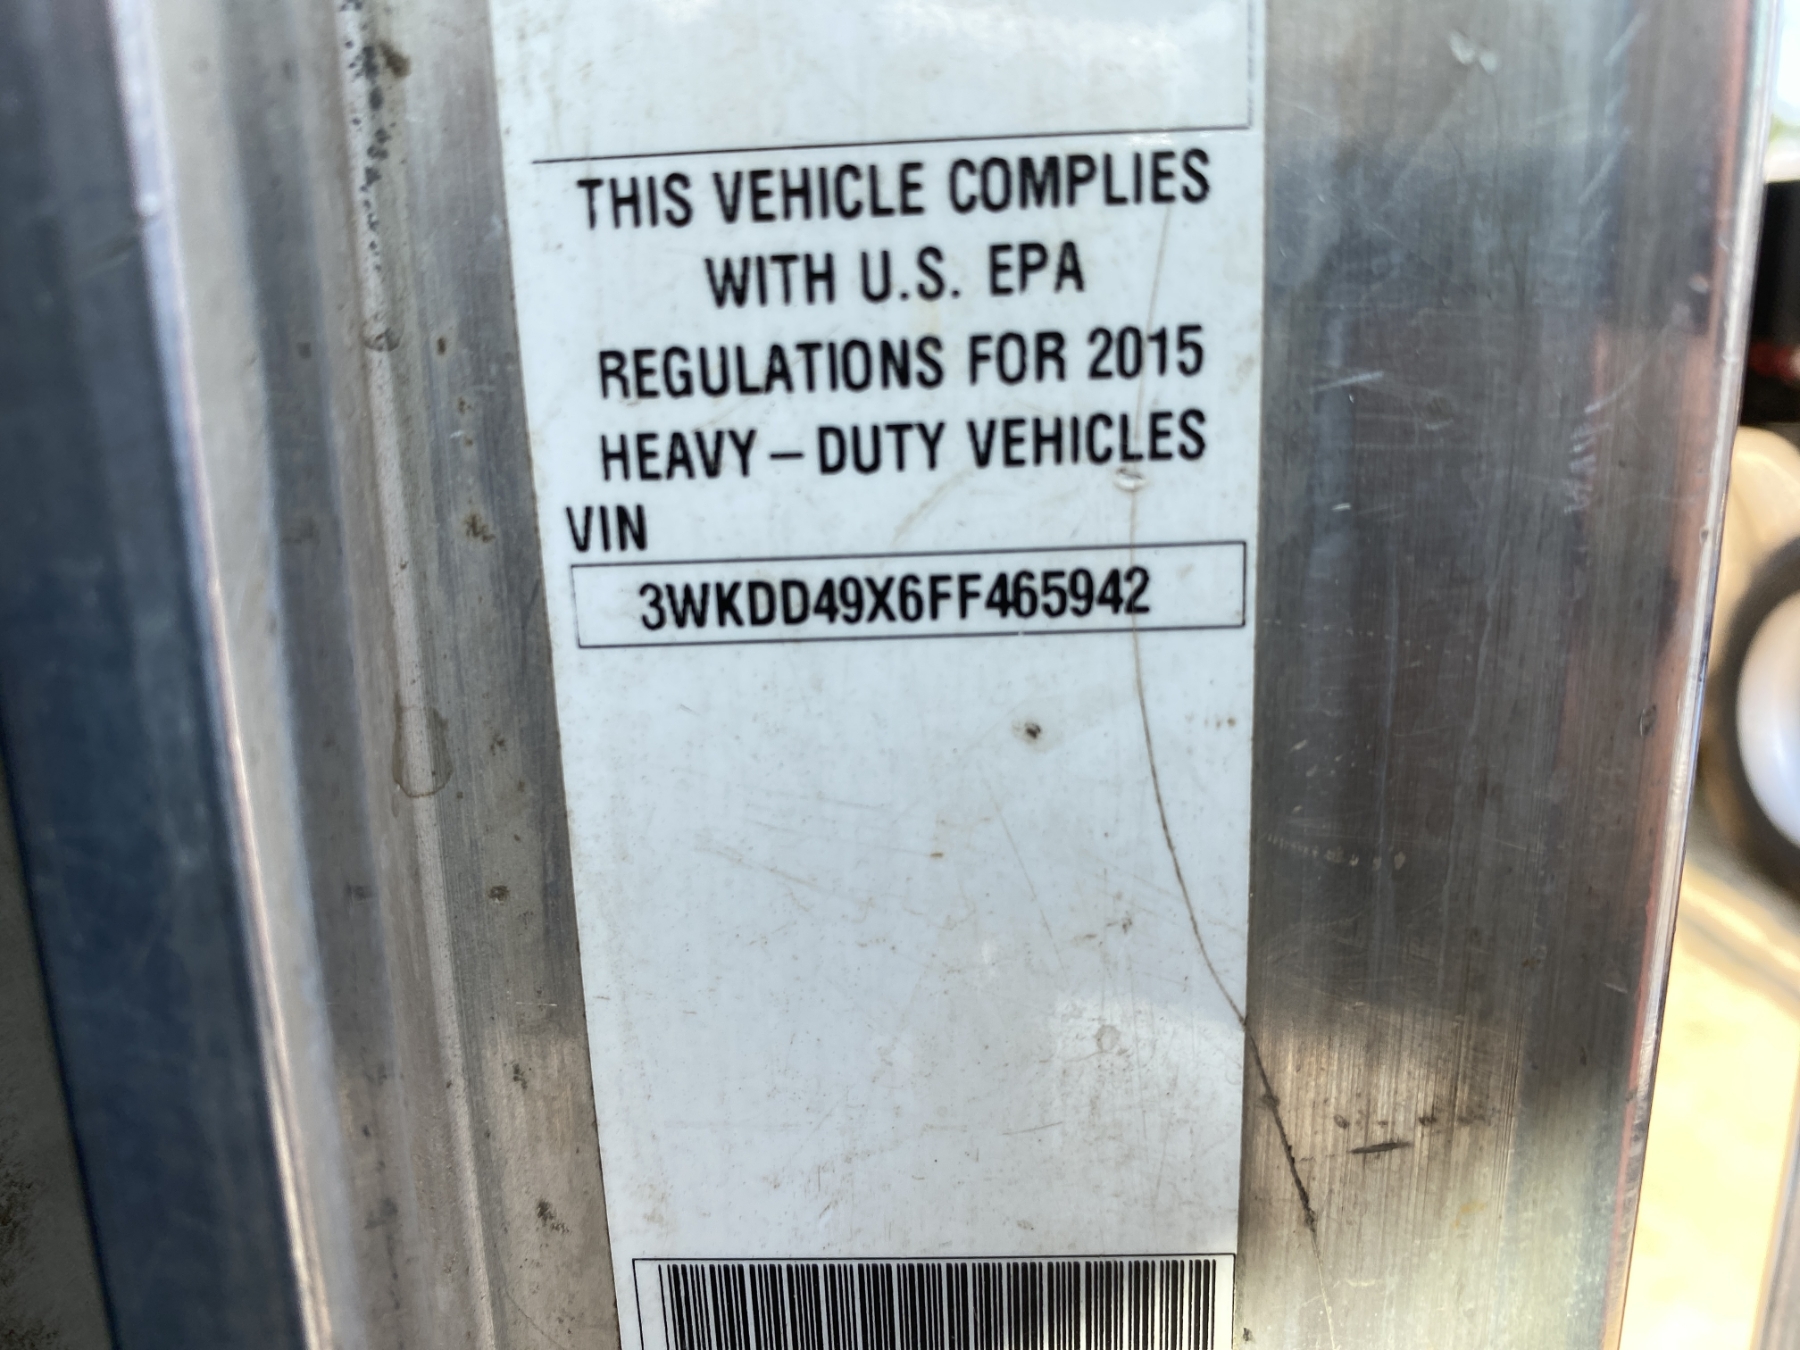 THIS VEHICLE COMPLIES
WITH U.S. EPA
REGULATIONS FOR 2015
HEAVY–DUTY VEHICLES
VIN
3WKDD49X6FF465942